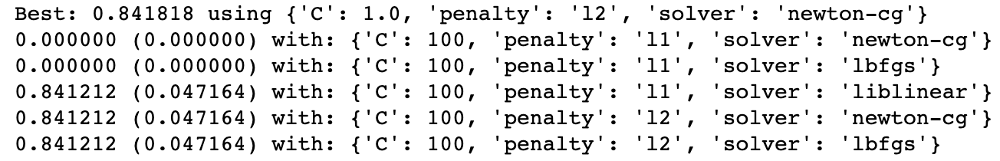 Best: 0.841818 using {'C': 1.0, 'penalty': 'l2', 'solver': 'newton-cg'}
0.000000 (0.000000) with: {'C': 100, 'penalty': 'l1', 'solver': 'newton-cg'}
0.000000 (0.000000) with: {'C': 100, 'penalty': 'l1', 'solver': 'lbfgs'}
0.841212 (0.047164) with: {'C': 100, 'penalty': 'l1', 'solver': 'liblinear'}
0.841212 (0.047164) with: {'C': 100, 'penalty': 'l2', 'solver': 'newton-cg'}
0.841212 (0.047164) with: {'C': 100, 'penalty': 'l2', 'solver': 'lbfgs'}